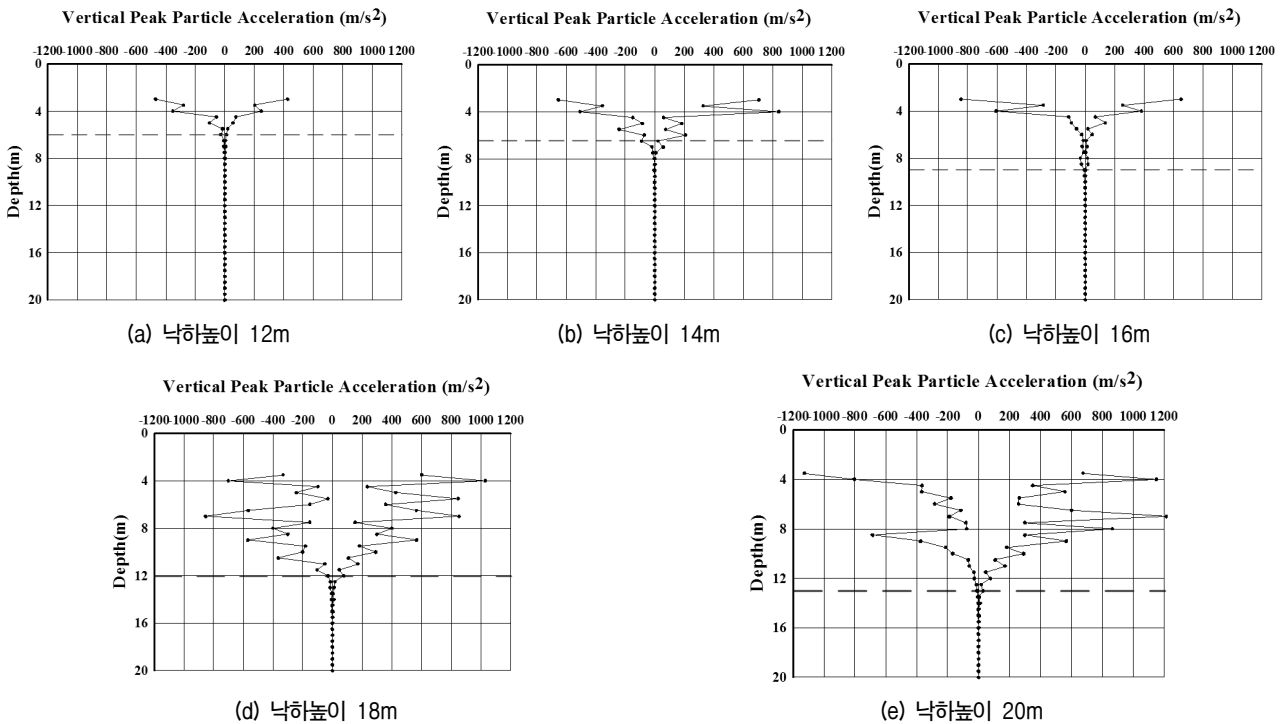 Vertical Peak Particle Acceleration (m/s2)
-1200-1000-800 -600 -400 -200 0 200 400 600 800 1000 1200
0
4
8
12
16
20
Depth(m)
(a) 낙하높이 12m
Vertical Peak Particle Acceleration (m/s2)
-1200-1000-800 -600 -400 -200 0 200 400 600 800 1000 1200
0
4
8
12
16
20
Depth(m)
(b) 낙하높이 14m
Vertical Peak Particle Acceleration (m/s2)
-1200-1000-800 -600 -400 -200 0 200 400 600 800 1000 1200
0
4
8
12
16
20
Depth(m)
(c) 낙하높이 16m
Vertical Peak Particle Acceleration (m/s2)
-1200-1000-800 -600 -400 -200 0 200 400 600 800 1000 1200
0
4
8
12
16
20
Depth(m)
(d) 낙하높이 18m
Vertical Peak Particle Acceleration (m/s2)
-1200-1000 -800 -600 -400 -200 0 200 400 600 800 1000 1200
0
4
8
12
16
20
Depth(m)
(e) 낙하높이 20m